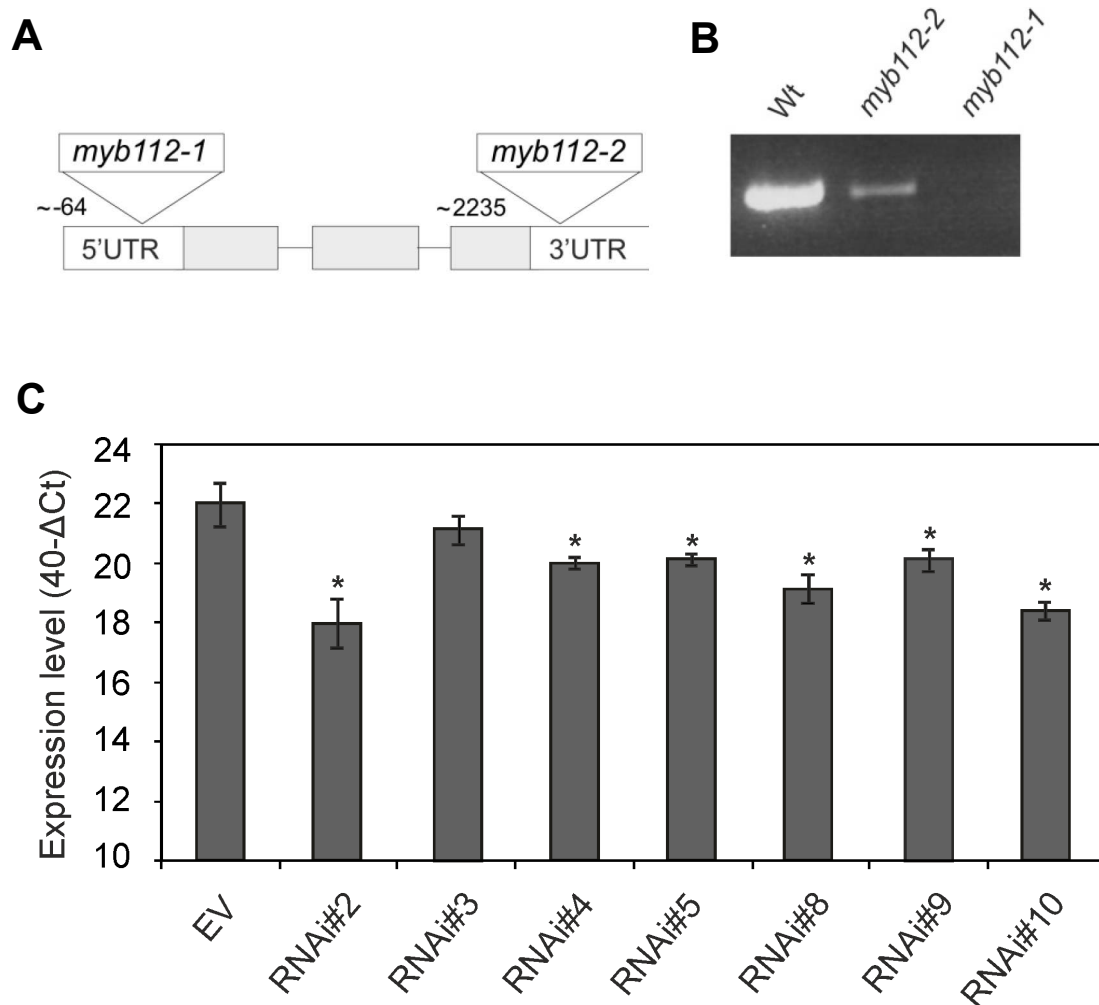 A
myb112-1
myb112-2
~-64
~2235
5'UTR
3'UTR
B
Wt
myb112-2
myb112-1
C
Expression level (40-ΔCt)
24
22
20
18
16
14
12
10
*
*
*
*
*
*
EV
RNAi#2
RNAi#3
RNAi#4
RNAi#5
RNAi#8
RNAi#9
RNAi#10